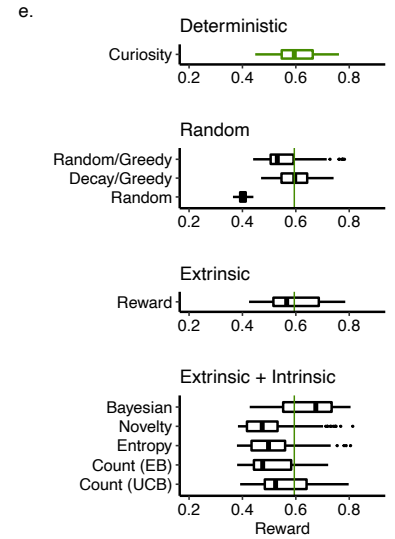 e.
Deterministic
Curiosity
0.2 0.4 0.6 0.8
Random
Random/Greedy
Decay/Greedy
Random
0.2 0.4 0.6 0.8
Extrinsic
Reward
0.2 0.4 0.6 0.8
Extrinsic + Intrinsic
Bayesian
Novelty
Entropy
Count (EB)
Count (UCB)
0.2 0.4 0.6 0.8
Reward